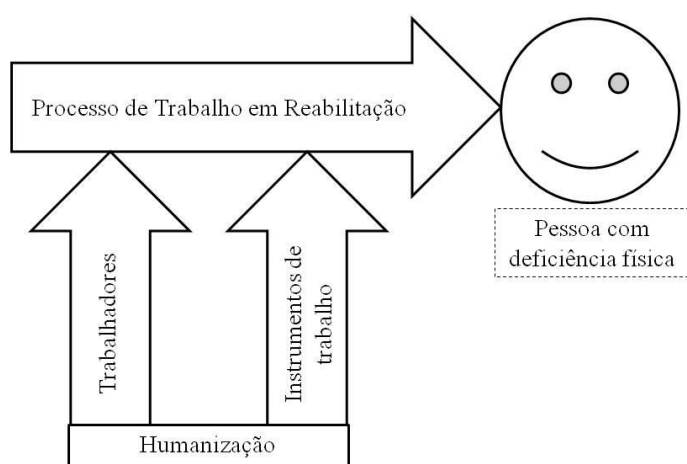 Processo de Trabalho em Reabilitação
Pessoa com
deficiência física
Trabalhadores
Instrumentos de
trabalho
Humanização